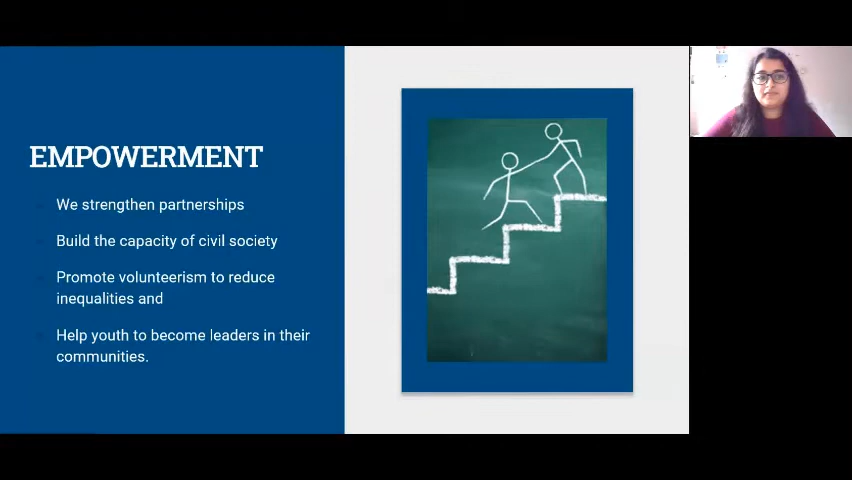 EMPOWERMENT
We strengthen partnerships
Build the capacity of civil society
Promote volunteerism to reduce
inequalities and
Help youth to become leaders in their
communities.